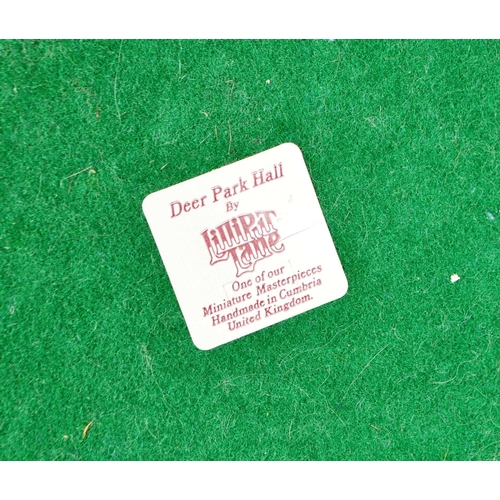 Deer Park Hall
By
Lilliput
Lane
One of our
Miniature Masterpieces
Handmade in Cumbria
United Kingdom.